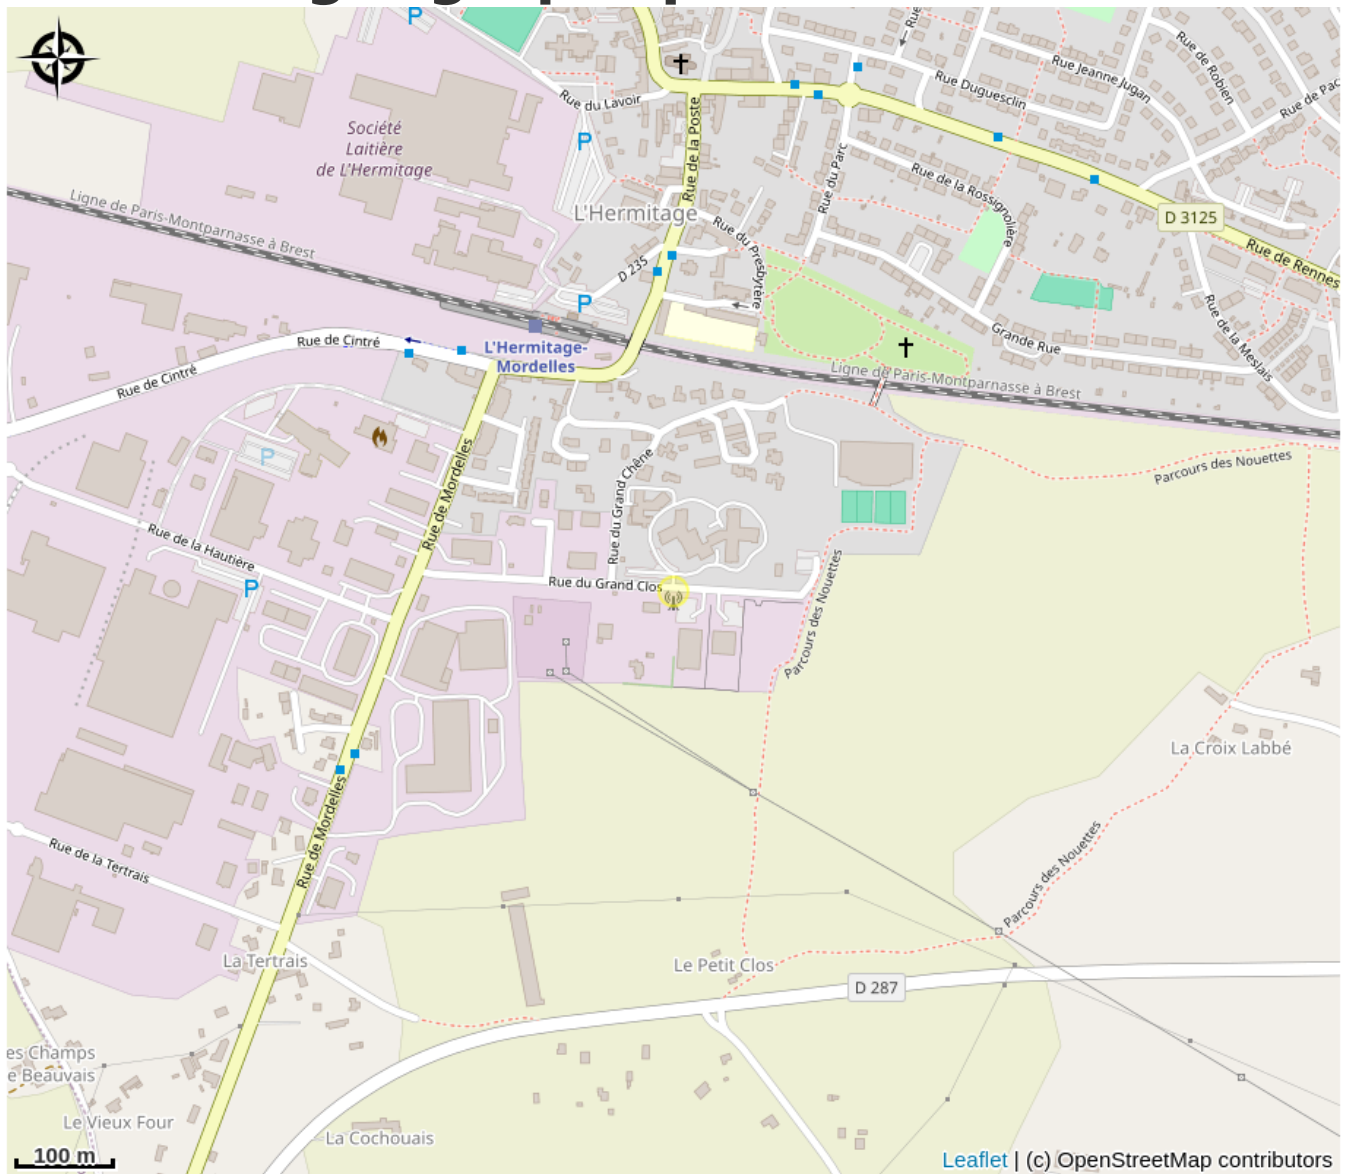 P
Rue de Robien
Rue Jeanne Jugan
Rue
Rue Duguesclin
Rue de Pac
Rue du Lavoir
Société
Laitière
de L'Hermitage
P
Rue de la Poste
Rue du Parc
Rue de la Rossignolière
Ligne de Paris-Montparnasse à Brest
L'Hermitage
D 3125
Rue du Presbytère
Rue de Rennes
D 235
P
Rue de la Meslais
Grande Rue
Rue de Cintré
L'Hermitage-
Mordelles
Ligne de Paris-Montparnasse à Brest
Rue de Cintré
P
Rue de Mordelles
Rue du Grand Chêne
Parcours des Nouettes
Rue de la Hautière
P
Rue du Grand Clos
Parcours des Nouettes
La Croix Labbé
Rue de Mordelles
Rue de la Tertrais
Parcours des Nouettes
La Tertrais
Le Petit Clos
D 287
es Champs
e Beauvais
Le Vieux Four
La Cochouais
100 m
Leaflet | (c) OpenStreetMap contributors